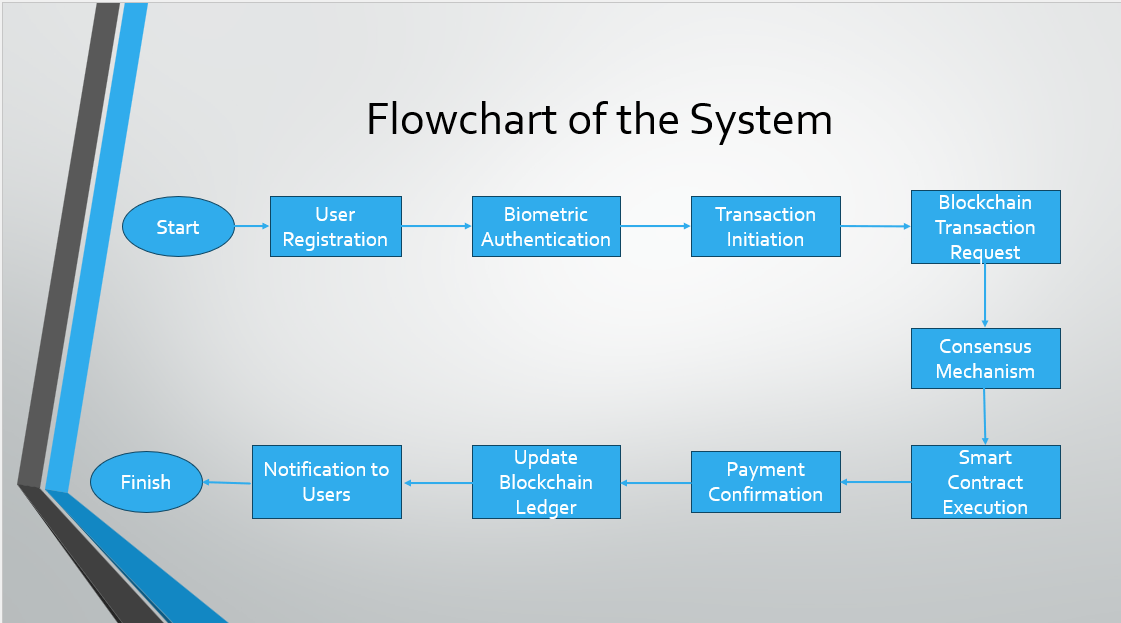 Flowchart of the System
Start
User
Registration
Biometric
Authentication
Transaction
Initiation
Blockchain
Transaction
Request
Consensus
Mechanism
Smart
Contract
Execution
Payment
Confirmation
Update
Blockchain
Ledger
Notification to
Users
Finish